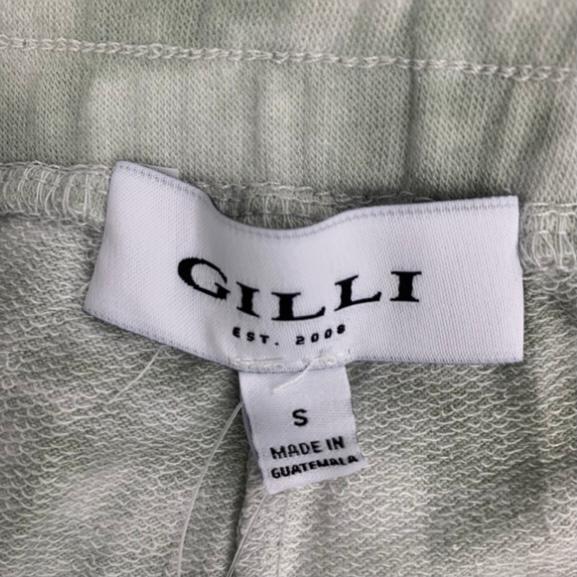 GILLI
EST. 2008
S
MADE IN
GUATEMALA